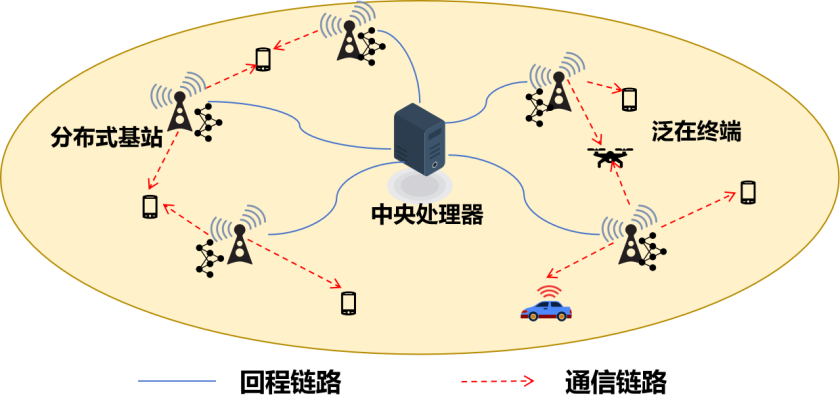 分布式基站
泛在终端
中央处理器
回程链路
通信链路